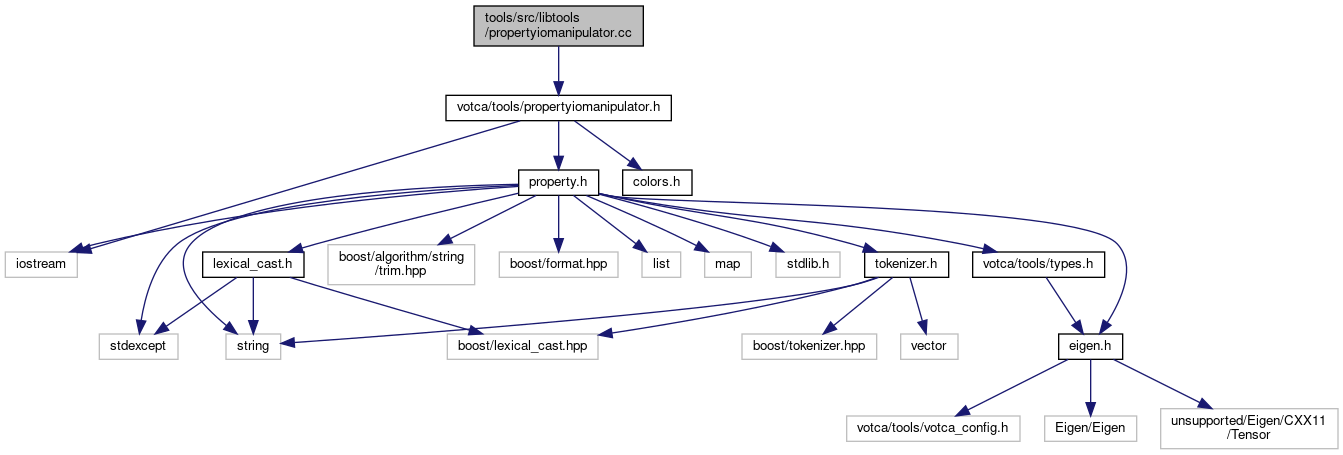 tools/src/libtools
/propertyiomanipulator.cc
votca/tools/propertyiomanipulator.h
property.h
colors.h
iostream
lexical_cast.h
boost/algorithm/string
/trim.hpp
boost/format.hpp
list
map
stdlib.h
tokenizer.h
votca/tools/types.h
stdexcept
string
boost/lexical_cast.hpp
boost/tokenizer.hpp
vector
eigen.h
votca/tools/votca_config.h
Eigen/Eigen
unsupported/Eigen/CXX11
/Tensor